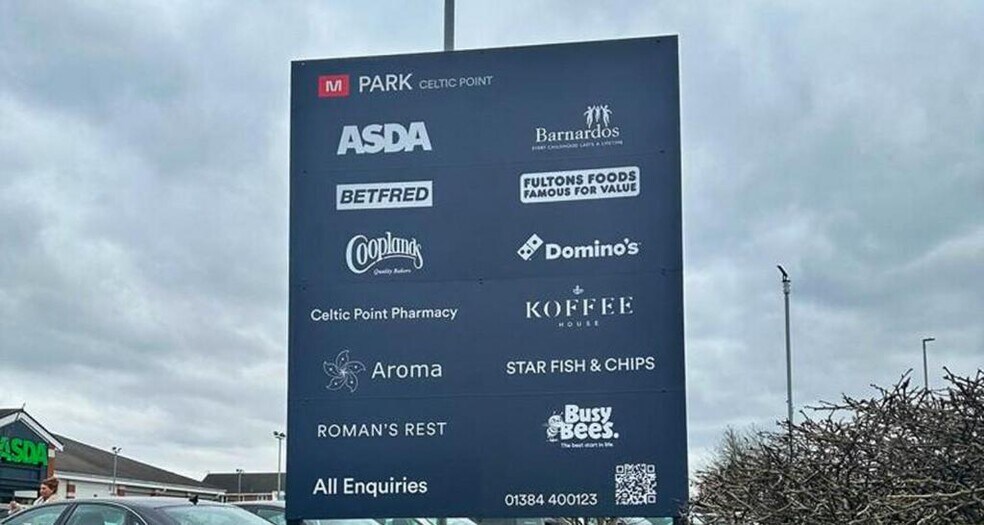 M PARK CELTIC POINT
ASDA
Barnardos
EVERY CHILDHOOD LASTS A LIFETIME
BETFRED
FULTONS FOODS
FAMOUS FOR VALUE
Cooplands
Quality Bakers
Domino's
Celtic Point Pharmacy
KOFFEE
HOUSE
Aroma
STAR FISH & CHIPS
ROMAN'S REST
Busy
Bees.
The best start in life
All Enquiries
01384 400123
ASDA